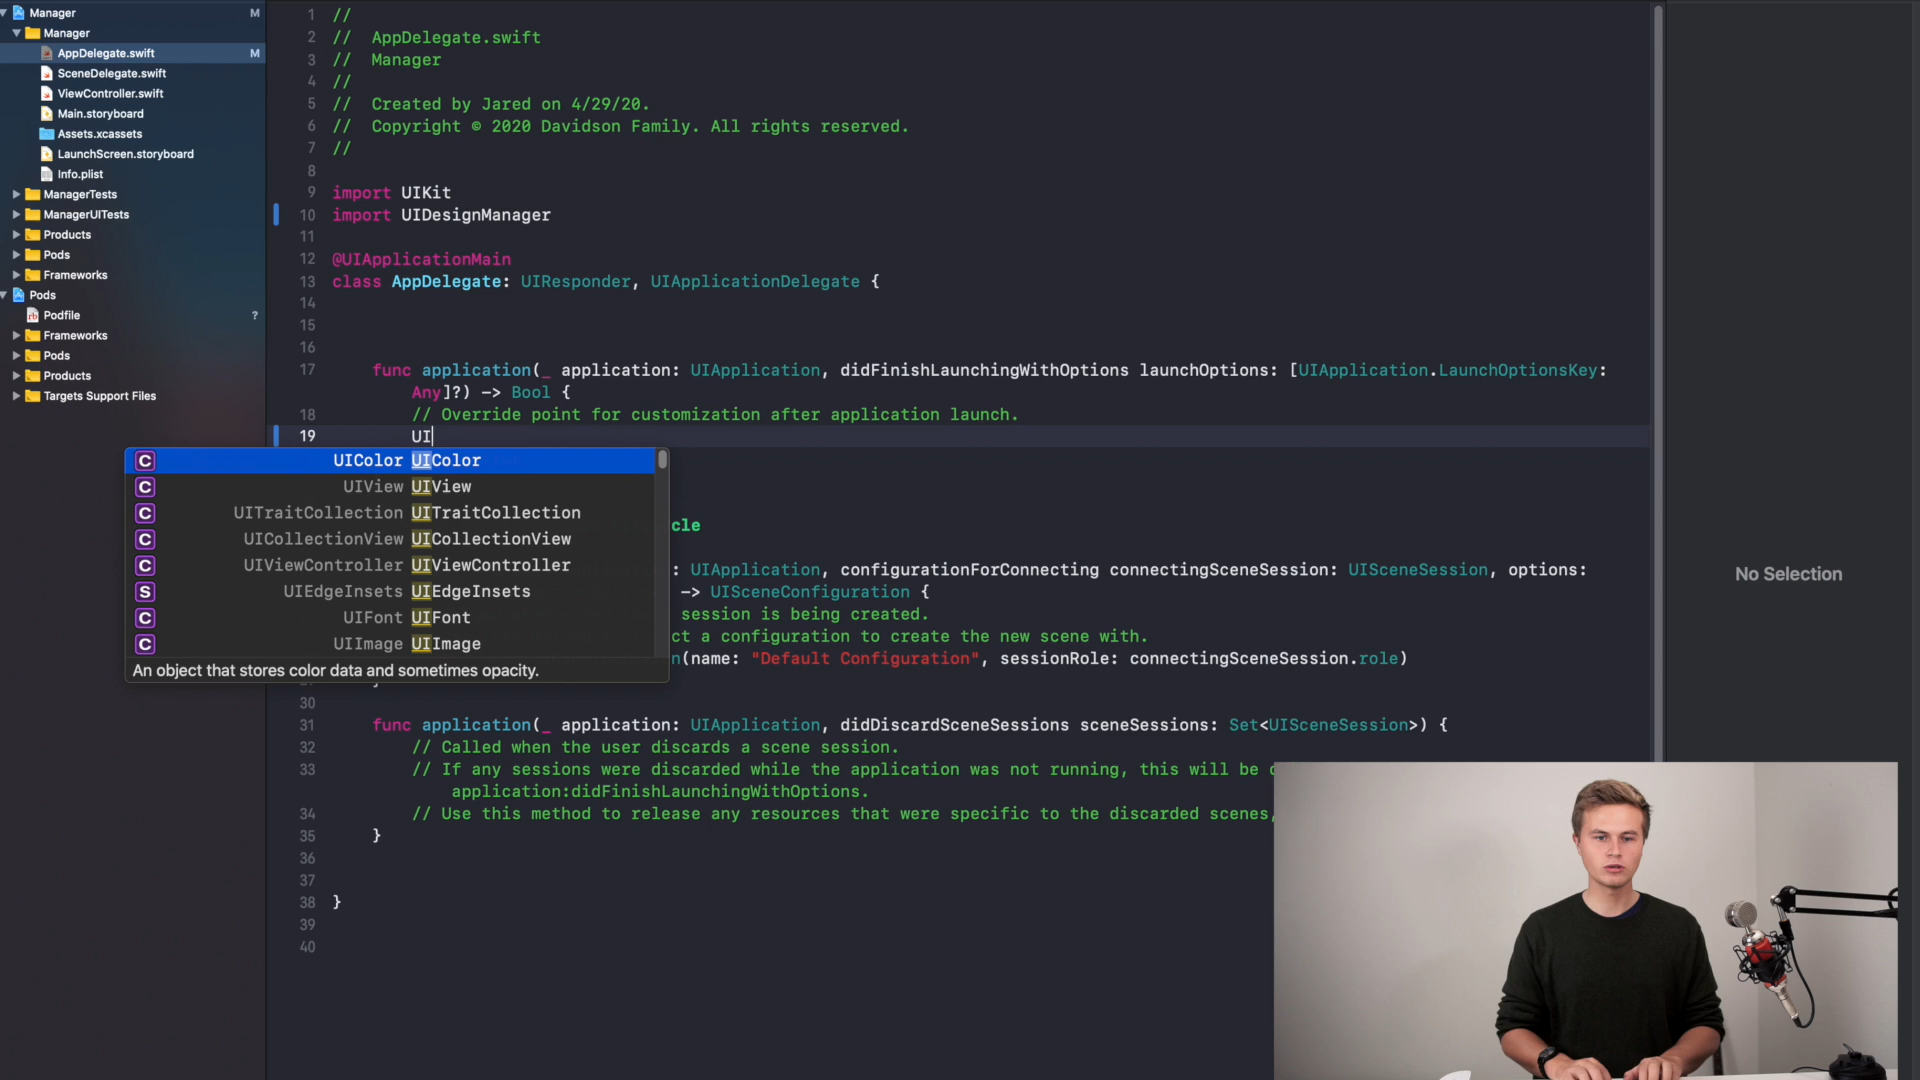 Manager M
Manager
AppDelegate.swift M
SceneDelegate.swift
ViewController.swift
Main.storyboard
Assets.xcassets
LaunchScreen.storyboard
Info.plist
ManagerTests
ManagerUITests
Products
Pods
Frameworks
Pods
Podfile ?
Frameworks
Pods
Products
Targets Support Files
1 //
2 //  AppDelegate.swift
3 //  Manager
4 //
5 //  Created by Jared on 4/29/20.
6 //  Copyright © 2020 Davidson Family. All rights reserved.
7 //
8
9 import UIKit
10 import UIDesignManager
11
12 @UIApplicationMain
13 class AppDelegate: UIResponder, UIApplicationDelegate {
14
15
16
17 func application(_ application: UIApplication, didFinishLaunchingWithOptions launchOptions: [UIApplication.LaunchOptionsKey:
Any]?) -> Bool {
18 // Override point for customization after application launch.
19 UI
UIColor UIColor
UIView UIView
UITraitCollection UITraitCollection
UICollectionView UICollectionView
UIViewController UIViewController
UIEdgeInsets UIEdgeInsets
UIFont UIFont
UIImage UIImage
An object that stores color data and sometimes opacity.
cle
: UIApplication, configurationForConnecting connectingSceneSession: UISceneSession, options:
-> UISceneConfiguration {
session is being created.
ct a configuration to create the new scene with.
n(name: "Default Configuration", sessionRole: connectingSceneSession.role)
30
31 func application(_ application: UIApplication, didDiscardSceneSessions sceneSessions: Set<UISceneSession>) {
32 // Called when the user discards a scene session.
33 // If any sessions were discarded while the application was not running, this will be
application:didFinishLaunchingWithOptions.
34 // Use this method to release any resources that were specific to the discarded scenes,
35 }
36
37
38 }
39
40
No Selection